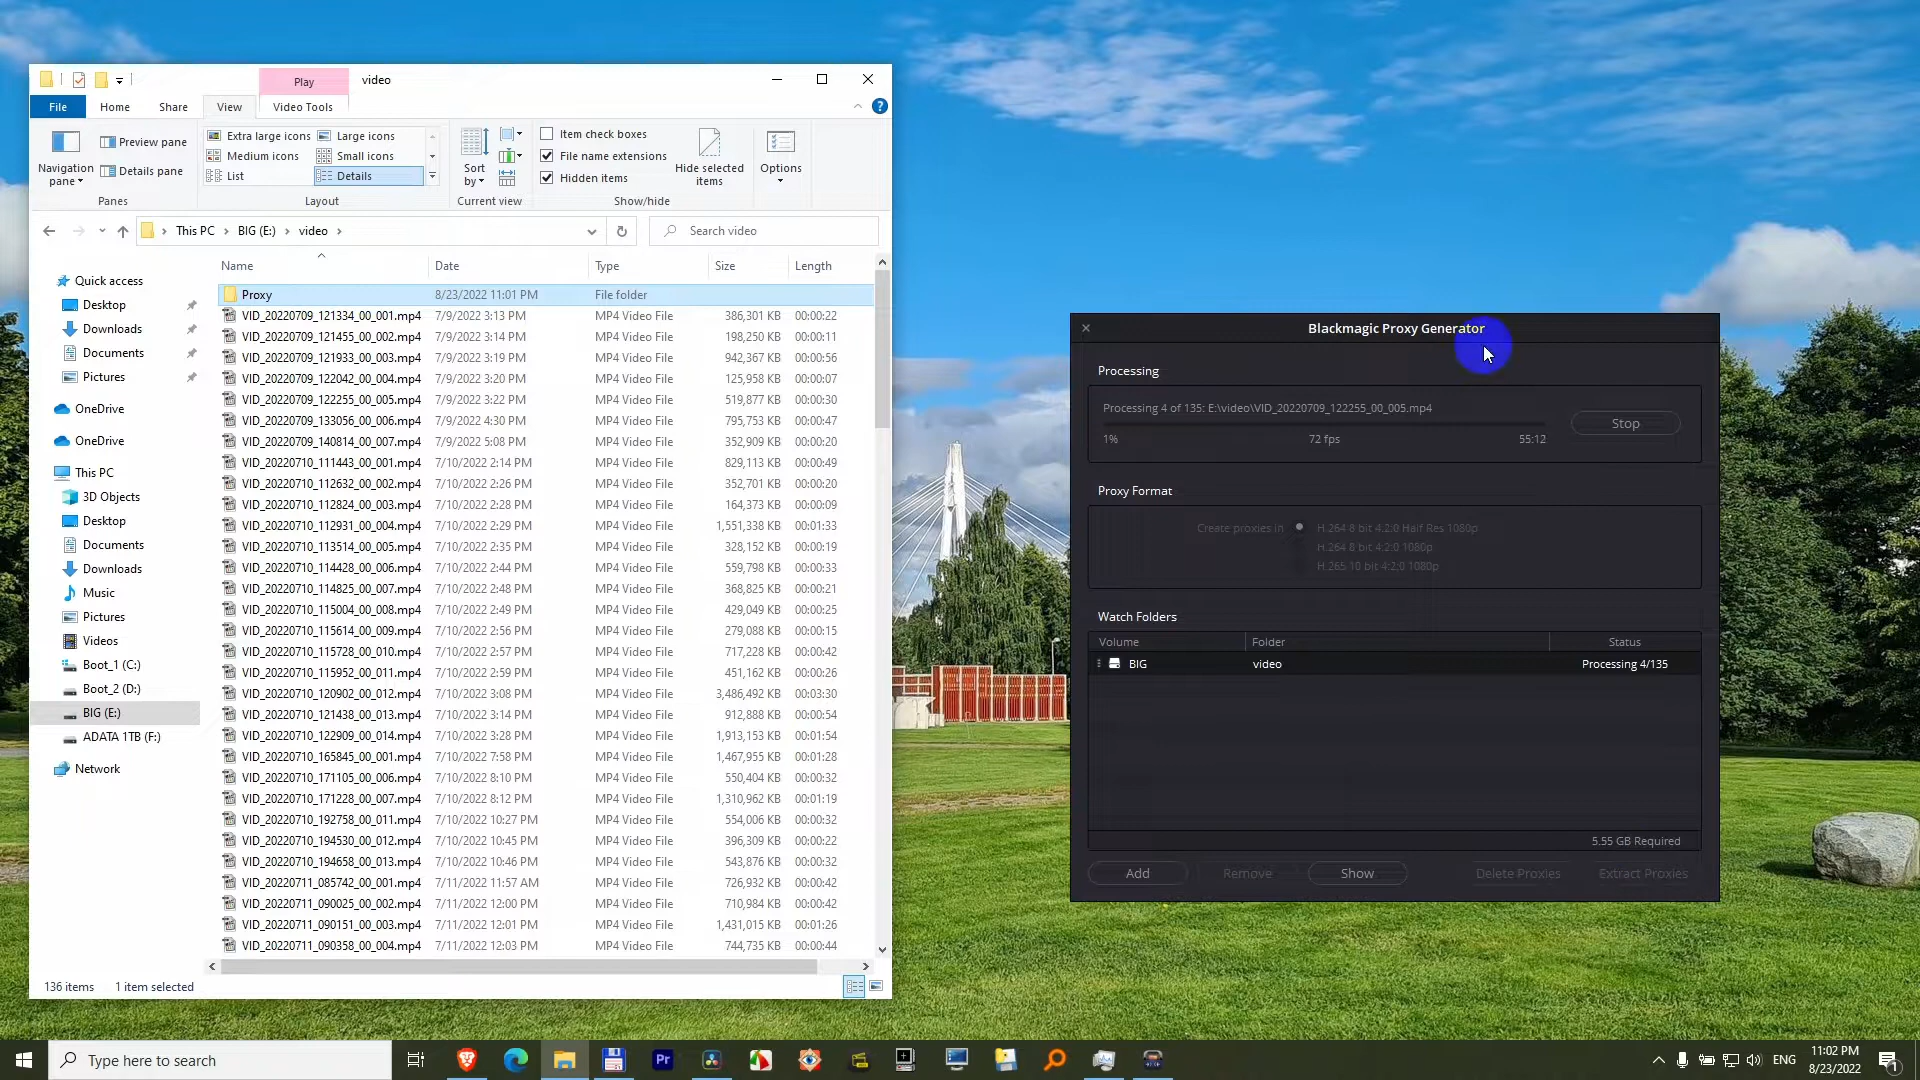 Play
video
File
Home
Share
View
Video Tools
Navigation pane
Preview pane
Details pane
Panes
Extra large icons
Large icons
Medium icons
Small icons
List
Details
Layout
Sort by
Current view
Item check boxes
File name extensions
Hidden items
Hide selected items
Show/hide
Options
This PC
BIG (E:)
video
Search video
Quick access
Desktop
Downloads
Documents
Pictures
OneDrive
OneDrive
This PC
3D Objects
Desktop
Documents
Downloads
Music
Pictures
Videos
Boot_1 (C:)
Boot_2 (D:)
BIG (E:)
ADATA 1TB (F:)
Network
Name Date Type Size Length
Proxy 8/23/2022 11:01 PM File folder
VID_20220709_121334_00_001.mp4 7/9/2022 3:13 PM MP4 Video File 386,301 KB 00:00:22
VID_20220709_121455_00_002.mp4 7/9/2022 3:14 PM MP4 Video File 198,250 KB 00:00:11
VID_20220709_121933_00_003.mp4 7/9/2022 3:19 PM MP4 Video File 942,367 KB 00:00:56
VID_20220709_122042_00_004.mp4 7/9/2022 3:20 PM MP4 Video File 125,958 KB 00:00:07
VID_20220709_122255_00_005.mp4 7/9/2022 3:22 PM MP4 Video File 519,877 KB 00:00:30
VID_20220709_133056_00_006.mp4 7/9/2022 4:30 PM MP4 Video File 795,753 KB 00:00:47
VID_20220709_140814_00_007.mp4 7/9/2022 5:08 PM MP4 Video File 352,909 KB 00:00:20
VID_20220710_111443_00_001.mp4 7/10/2022 2:14 PM MP4 Video File 829,113 KB 00:00:49
VID_20220710_112632_00_002.mp4 7/10/2022 2:26 PM MP4 Video File 352,701 KB 00:00:20
VID_20220710_112824_00_003.mp4 7/10/2022 2:28 PM MP4 Video File 164,373 KB 00:00:09
VID_20220710_112931_00_004.mp4 7/10/2022 2:29 PM MP4 Video File 1,551,338 KB 00:01:33
VID_20220710_113514_00_005.mp4 7/10/2022 2:35 PM MP4 Video File 328,152 KB 00:00:19
VID_20220710_114428_00_006.mp4 7/10/2022 2:44 PM MP4 Video File 559,798 KB 00:00:33
VID_20220710_114825_00_007.mp4 7/10/2022 2:48 PM MP4 Video File 368,825 KB 00:00:21
VID_20220710_115004_00_008.mp4 7/10/2022 2:49 PM MP4 Video File 429,049 KB 00:00:25
VID_20220710_115614_00_009.mp4 7/10/2022 2:56 PM MP4 Video File 279,088 KB 00:00:15
VID_20220710_115728_00_010.mp4 7/10/2022 2:57 PM MP4 Video File 717,228 KB 00:00:42
VID_20220710_115952_00_011.mp4 7/10/2022 2:59 PM MP4 Video File 451,162 KB 00:00:26
VID_20220710_120902_00_012.mp4 7/10/2022 3:08 PM MP4 Video File 3,486,492 KB 00:03:30
VID_20220710_121438_00_013.mp4 7/10/2022 3:14 PM MP4 Video File 912,888 KB 00:00:54
VID_20220710_122909_00_014.mp4 7/10/2022 3:28 PM MP4 Video File 1,913,153 KB 00:01:54
VID_20220710_165845_00_001.mp4 7/10/2022 7:58 PM MP4 Video File 1,467,955 KB 00:01:28
VID_20220710_171105_00_006.mp4 7/10/2022 8:10 PM MP4 Video File 550,404 KB 00:00:32
VID_20220710_171228_00_007.mp4 7/10/2022 8:12 PM MP4 Video File 1,310,962 KB 00:01:19
VID_20220710_192758_00_011.mp4 7/10/2022 10:27 PM MP4 Video File 554,006 KB 00:00:32
VID_20220710_194530_00_012.mp4 7/10/2022 10:45 PM MP4 Video File 396,309 KB 00:00:22
VID_20220710_194658_00_013.mp4 7/10/2022 10:46 PM MP4 Video File 543,876 KB 00:00:32
VID_20220711_085742_00_001.mp4 7/11/2022 11:57 AM MP4 Video File 726,932 KB 00:00:42
VID_20220711_090025_00_002.mp4 7/11/2022 12:00 PM MP4 Video File 710,984 KB 00:00:42
VID_20220711_090151_00_003.mp4 7/11/2022 12:01 PM MP4 Video File 1,431,015 KB 00:01:26
VID_20220711_090358_00_004.mp4 7/11/2022 12:03 PM MP4 Video File 744,735 KB 00:00:44
136 items 1 item selected
Blackmagic Proxy Generator
Processing
Processing 4 of 135: E:\video\VID_20220709_122255_00_005.mp4
Stop
1% 72 fps 55:12
Proxy Format
Create proxies in H.264 8 bit 4:2:0 Half Res 1080p
H.264 8 bit 4:2:0 1080p
H.265 10 bit 4:2:0 1080p
Watch Folders
Volume Folder Status
BIG video Processing 4/135
5.55 GB Required
Add Remove Show Delete Proxies Extract Proxies
Type here to search
Pr
ENG
11:02 PM
8/23/2022
1